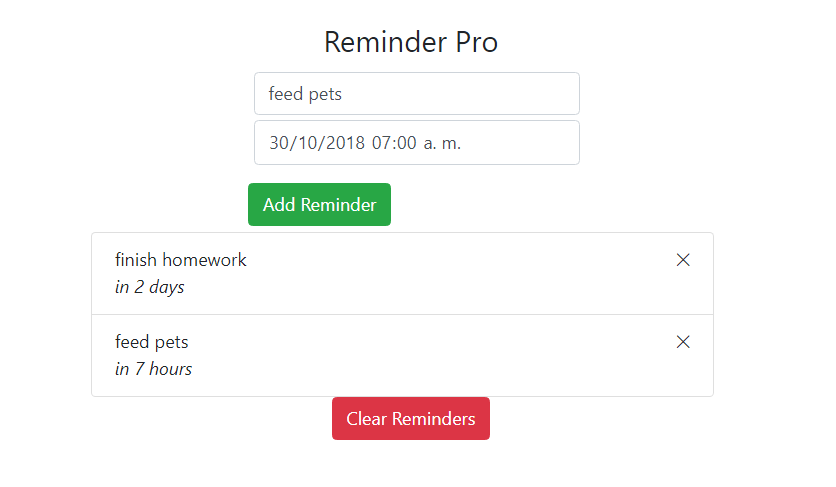 Reminder Pro
feed pets
30/10/2018 07:00 a. m.
Add Reminder
finish homework
in 2 days
feed pets
in 7 hours
Clear Reminders